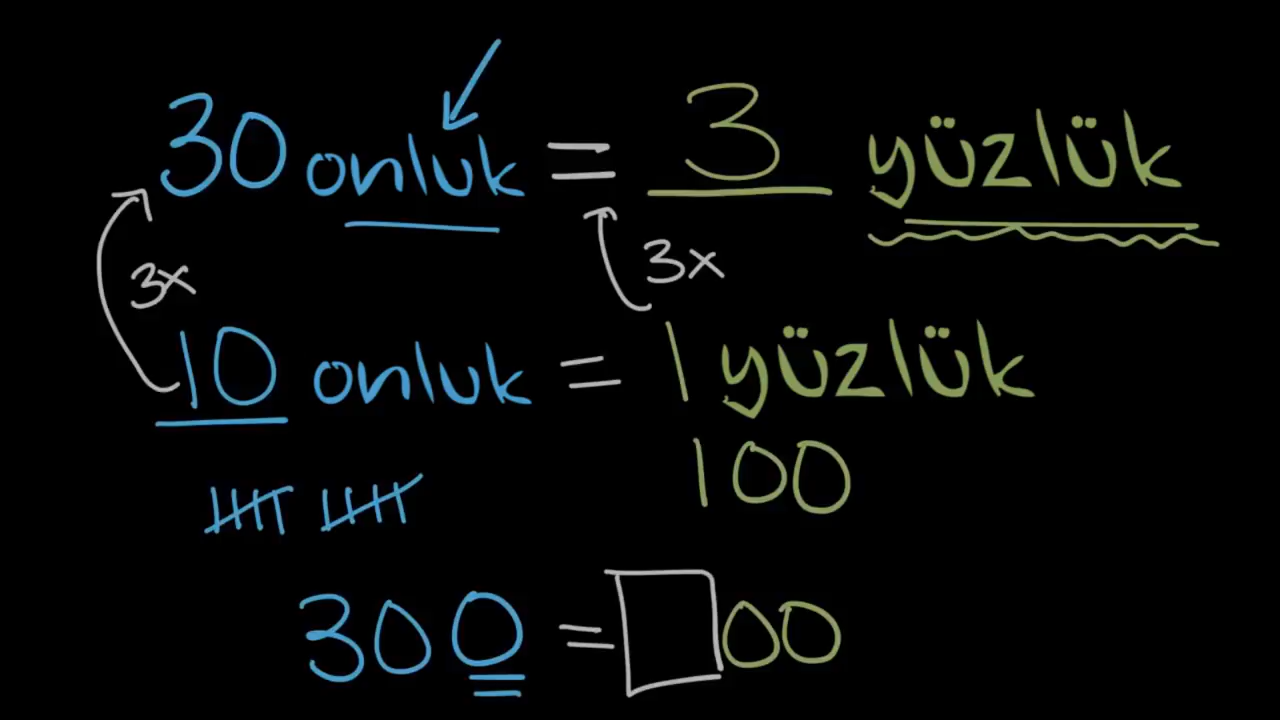 30 onluk = 3 yüzlük
3x 3x
10 onluk = 1 yüzlük
100
300 = 00